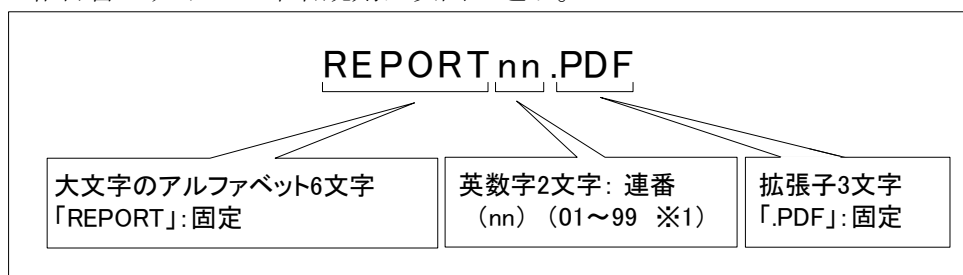 REPORTnn.PDF
大文字のアルファベット6文字
「REPORT」:固定
英数字2文字: 連番
(nn) (01～99 ※1)
拡張子3文字
「.PDF」:固定